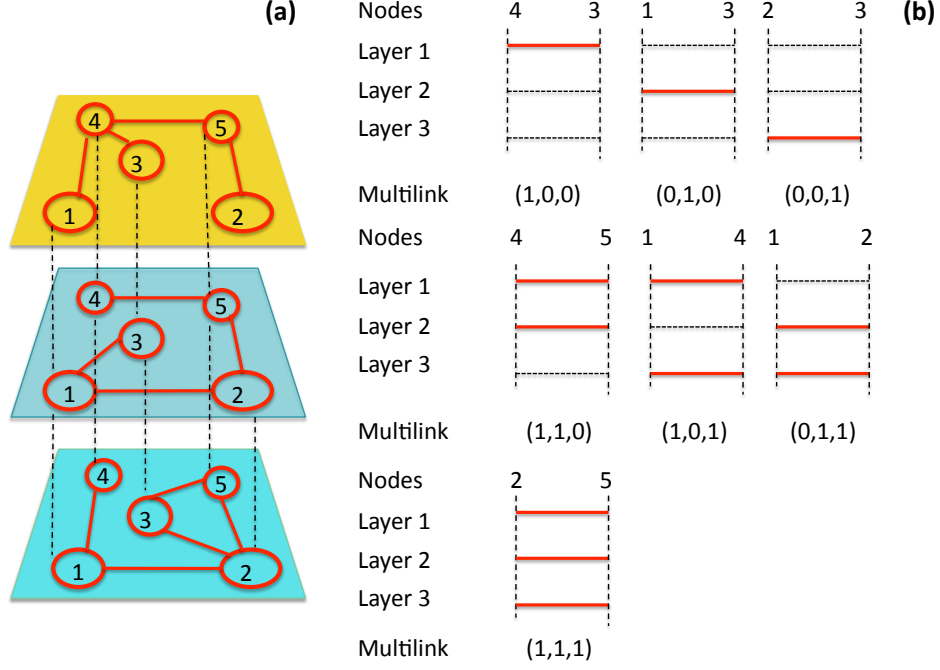 (a)
4
5
3
1
2
4
5
3
1
2
4
5
3
1
2
Nodes 4 3 1 3 2 3 (b)
Layer 1
Layer 2
Layer 3
Multilink (1,0,0) (0,1,0) (0,0,1)
Nodes 4 5 1 4 1 2
Layer 1
Layer 2
Layer 3
Multilink (1,1,0) (1,0,1) (0,1,1)
Nodes 2 5
Layer 1
Layer 2
Layer 3
Multilink (1,1,1)